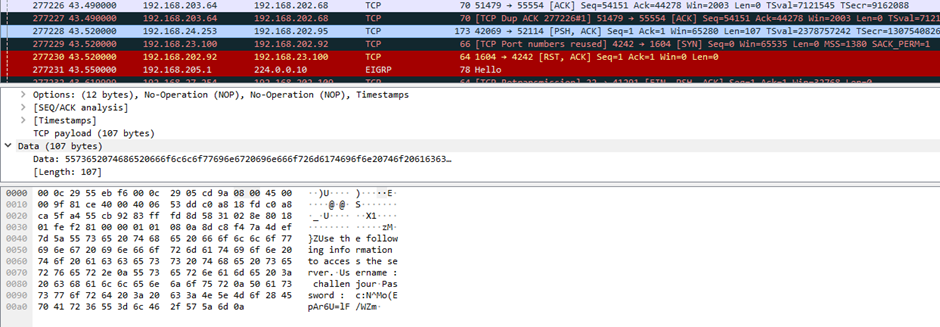 277226 43.490000 192.168.203.64 192.168.202.68 TCP 70 51479 → 55554 [ACK] Seq=54151 Ack=44278 Win=2003 Len=0 TSval=7121545 TSecr=9162088
277227 43.490000 192.168.203.64 192.168.202.68 TCP 70 [TCP Dup ACK 277226#1] 51479 → 55554 [ACK] Seq=54151 Ack=44278 Win=2003 Len=0 TSval=7121
277228 43.520000 192.168.24.253 192.168.202.95 TCP 173 42069 → 21331 [PSH, ACK] Seq=1 Ack=1 Win=65280 Len=107 TSval=2378757242 TSecr=1307540826
277229 43.520000 192.168.23.100 192.168.202.92 TCP 66 [TCP Port numbers reused] 4242 → 1604 [SYN] Seq=0 Win=65535 Len=0 MSS=1380 SACK_PERM=1
277230 43.520000 192.168.202.92 192.168.23.100 TCP 64 1604 → 4242 [RST, ACK] Seq=1 Ack=1 Win=0 Len=0
277231 43.550000 192.168.205.1 224.0.0.10 EIGRP 78 Hello
Options: (12 bytes), No-Operation (NOP), No-Operation (NOP), Timestamps
[SEQ/ACK analysis]
[Timestamps]
TCP payload (107 bytes)
Data (107 bytes)
Data: 5573652074686520666f6c6c6f77696e6720696e666f726d6174696f6e20746f20616363…
[Length: 107]
0000 00 0c 29 55 eb f6 00 0c 29 05 cd 9a 08 00 45 00 ··)U···· )·····E·
0010 00 9f 81 ce 40 00 40 06 53 dd c0 a8 18 fd c0 a8 ····@·@· S·······
0020 ca 5f a4 55 cb 92 83 ff fd 8d 58 31 02 8e 80 18 ·_·U···· ··X1····
0030 01 fe f2 81 00 00 01 01 08 0a 8d c8 f4 7a 4d ef ········ ·····zM·
0040 7d 5a 55 73 65 20 74 68 65 20 66 6f 6c 6c 6f 77 }ZUse th e follow
0050 69 6e 67 20 69 6e 66 6f 72 6d 61 74 69 6f 6e 20 ing info rmation
0060 74 6f 20 61 63 63 65 73 73 20 74 68 65 20 73 65 to acces s the se
0070 72 76 65 72 2e 0a 55 73 65 72 6e 61 6d 65 20 3a rver.·Us ername :
0080 20 63 68 61 6c 6c 65 6e 6a 6f 75 72 0a 50 61 73 challen jour·Pas
0090 73 77 6f 72 64 20 3a 20 63 3a 4e 5e 4d 6f 28 45 sword : c:N^Mo(E
00a0 70 41 72 36 55 3d 6c 46 2f 57 5a 6d 0a pAr6U=lF /WZm·